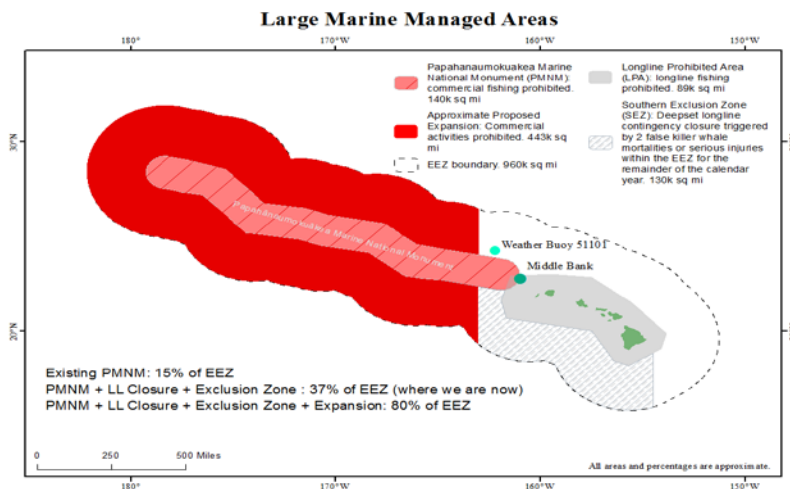 Large Marine Managed Areas
180°
170°W
160°W
150°W
Papahanaumokuakea Marine
National Monument (PMNM):
commercial fishing prohibited.
140k sq mi
Approximate Proposed
Expansion: Commercial
activities prohibited. 443k sq
mi
EEZ boundary. 960k sq mi
Longline Prohibited Area
(LPA): longline fishing
prohibited. 89k sq mi
Southern Exclusion Zone
(SEZ): Deepset longline
contingency closure triggered
by 2 false killer whale
mortalities or serious injuries
within the EEZ for the
remainder of the calendar
year. 130k sq mi
30°N
30°N
Papahānaumokuākea Marine National Monument
Weather Buoy 51101
Middle Bank
20°N
20°N
Existing PMNM: 15% of EEZ
PMNM + LL Closure + Exclusion Zone : 37% of EEZ (where we are now)
PMNM + LL Closure + Exclusion Zone + Expansion: 80% of EEZ
0 250 500 Miles
All areas and percentages are approximate.
180°
170°W
160°W
150°W